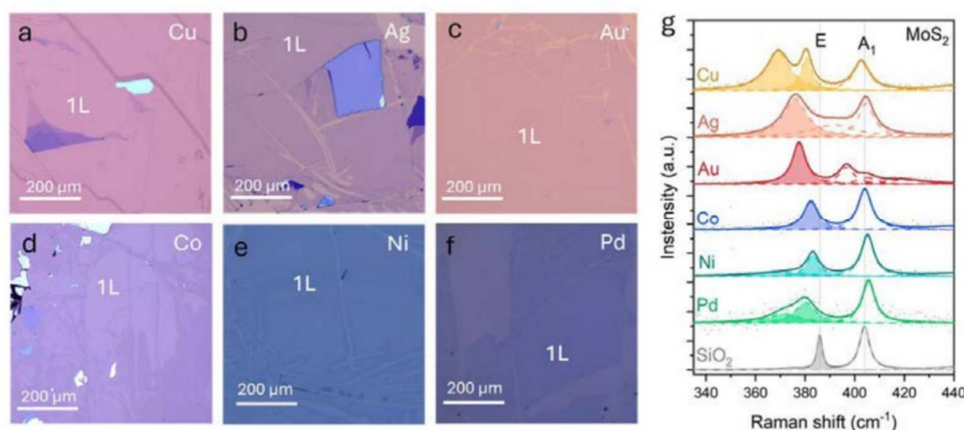 a
Cu
1L
200 μm
b
1L
Ag
200 μm
c
Au
1L
200 μm
d
Co
1L
200 μm
e
Ni
1L
200 μm
f
Pd
1L
200 μm
g
E
A1
MoS2
Cu
Ag
Au
Co
Ni
Pd
SiO2
Instensity (a.u.)
340 360 380 400 420 440
Raman shift (cm-1)